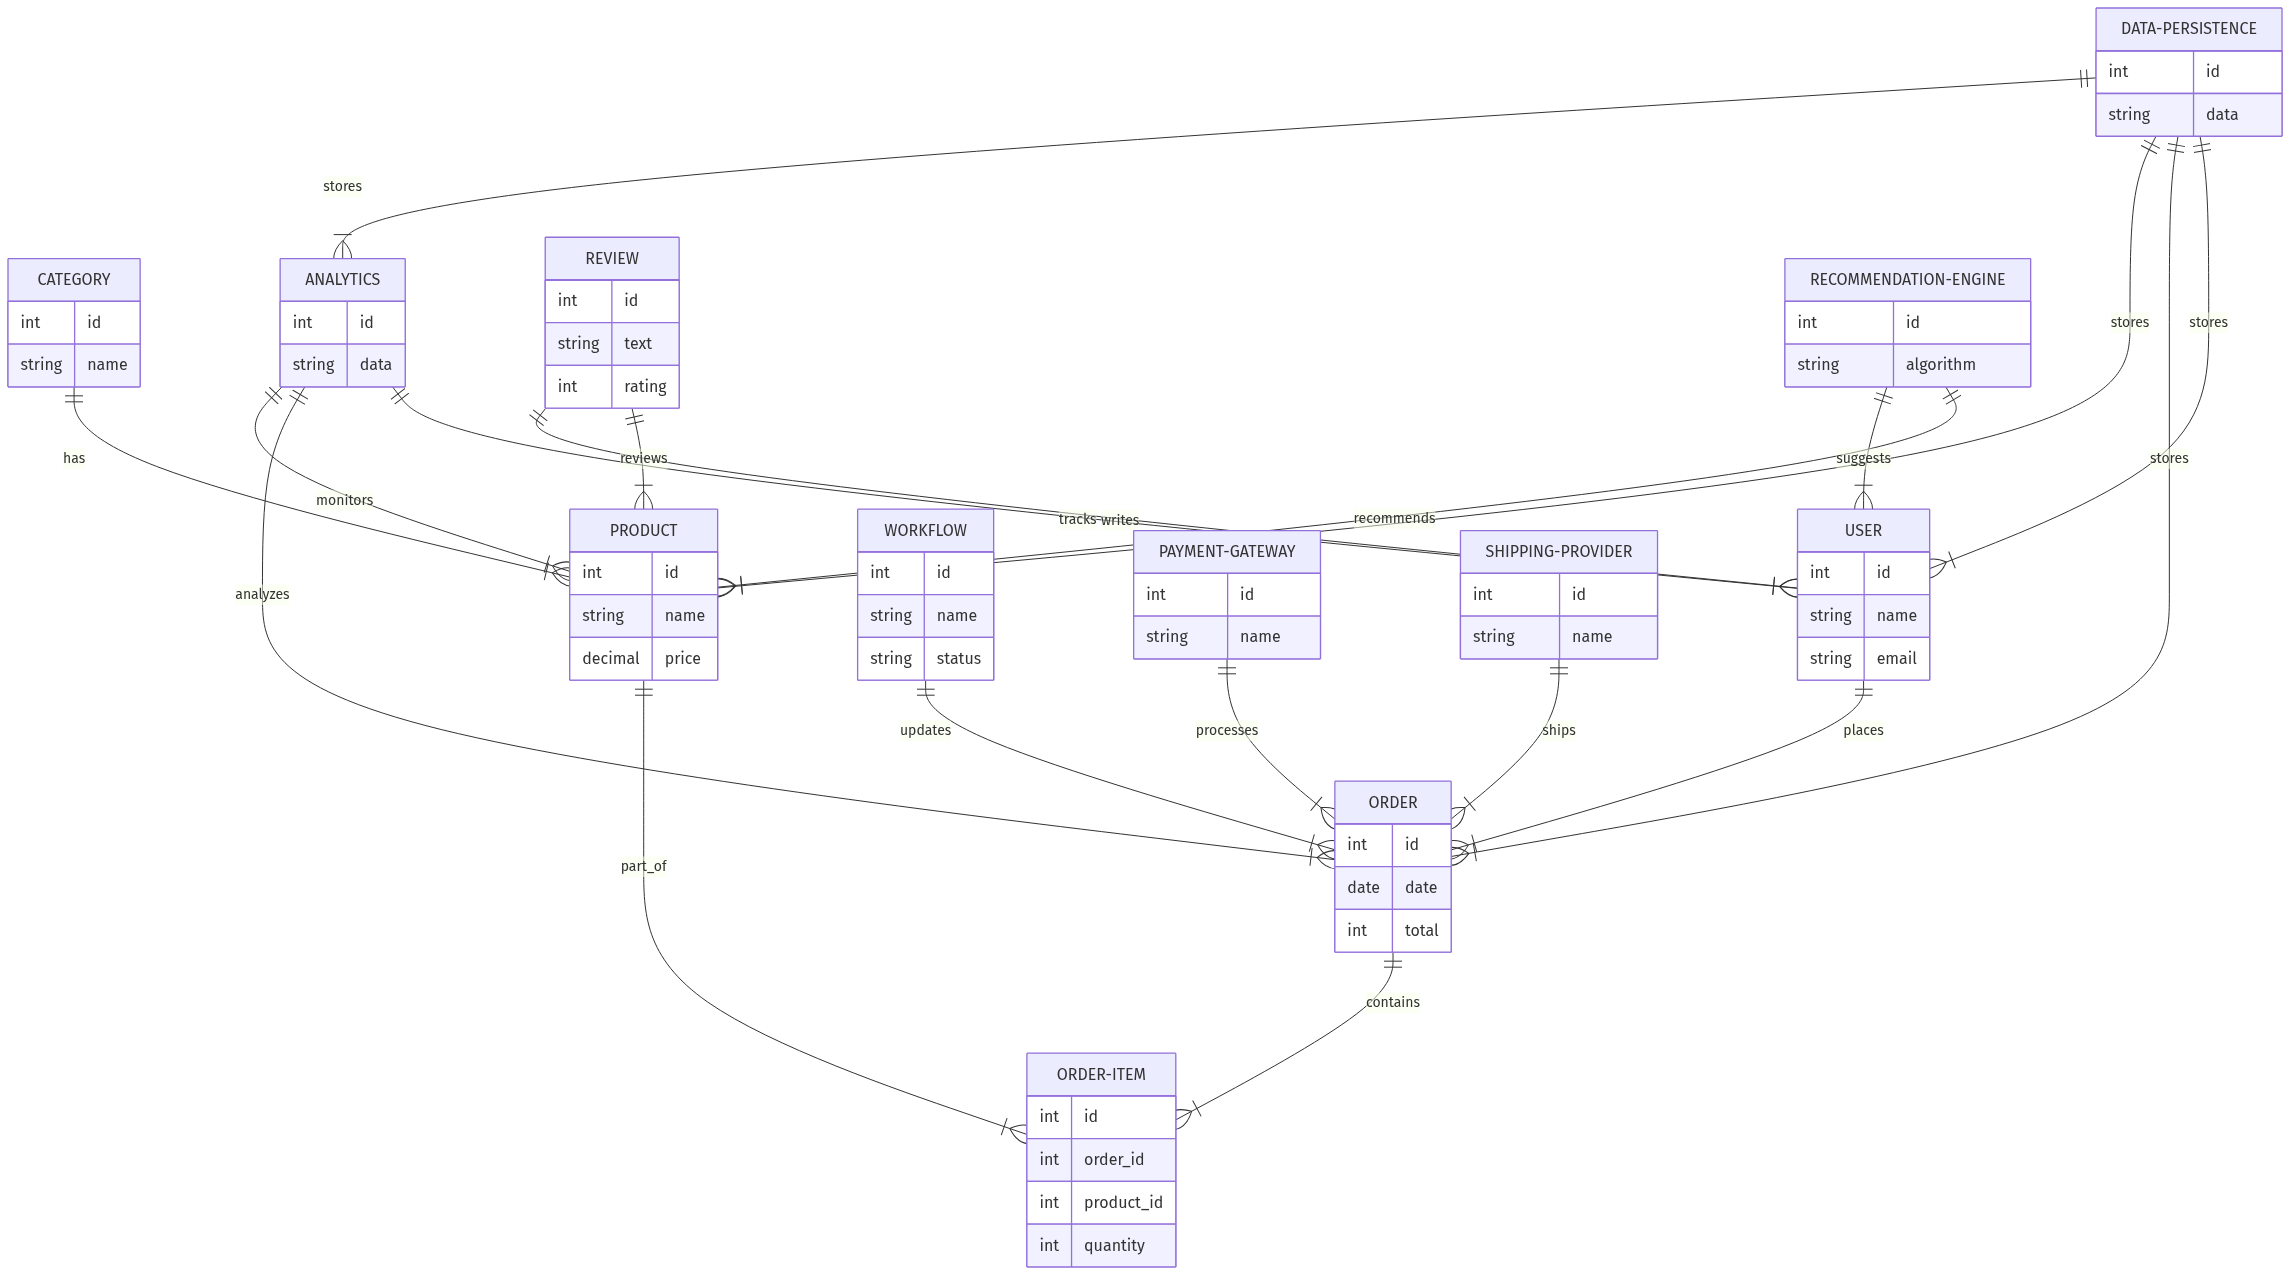 DATA-PERSISTENCE
int id
string data
stores
CATEGORY
int id
string name
ANALYTICS
int id
string data
REVIEW
int id
string text
int rating
RECOMMENDATION-ENGINE
int id
string algorithm
stores
stores
has
reviews
suggests
stores
monitors
tracks
writes
recommends
analyzes
PRODUCT
int id
string name
decimal price
WORKFLOW
int id
string name
string status
PAYMENT-GATEWAY
int id
string name
SHIPPING-PROVIDER
int id
string name
USER
int id
string name
string email
updates
processes
ships
places
part_of
ORDER
int id
date date
int total
contains
ORDER-ITEM
int id
int order_id
int product_id
int quantity